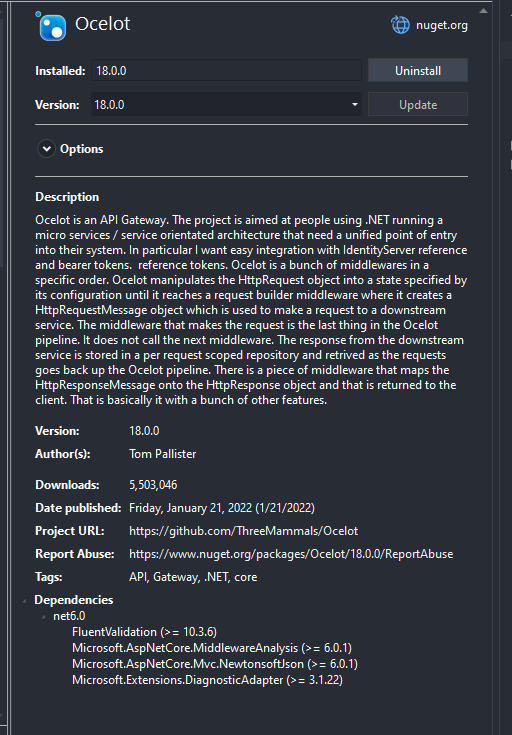 Ocelot
nuget.org
Installed: 18.0.0 Uninstall
Version: 18.0.0 Update
Options
Description
Ocelot is an API Gateway. The project is aimed at people using .NET running a
micro services / service orientated architecture that need a unified point of entry
into their system. In particular I want easy integration with IdentityServer reference
and bearer tokens.  reference tokens. Ocelot is a bunch of middlewares in a
specific order. Ocelot manipulates the HttpRequest object into a state specified by
its configuration until it reaches a request builder middleware where it creates a
HttpRequestMessage object which is used to make a request to a downstream
service. The middleware that makes the request is the last thing in the Ocelot
pipeline. It does not call the next middleware. The response from the downstream
service is stored in a per request scoped repository and retrived as the requests
goes back up the Ocelot pipeline. There is a piece of middleware that maps the
HttpResponseMessage onto the HttpResponse object and that is returned to the
client. That is basically it with a bunch of other features.
Version: 18.0.0
Author(s): Tom Pallister
Downloads: 5,503,046
Date published: Friday, January 21, 2022 (1/21/2022)
Project URL: https://github.com/ThreeMammals/Ocelot
Report Abuse: https://www.nuget.org/packages/Ocelot/18.0.0/ReportAbuse
Tags: API, Gateway, .NET, core
Dependencies
net6.0
FluentValidation (>= 10.3.6)
Microsoft.AspNetCore.MiddlewareAnalysis (>= 6.0.1)
Microsoft.AspNetCore.Mvc.NewtonsoftJson (>= 6.0.1)
Microsoft.Extensions.DiagnosticAdapter (>= 3.1.22)